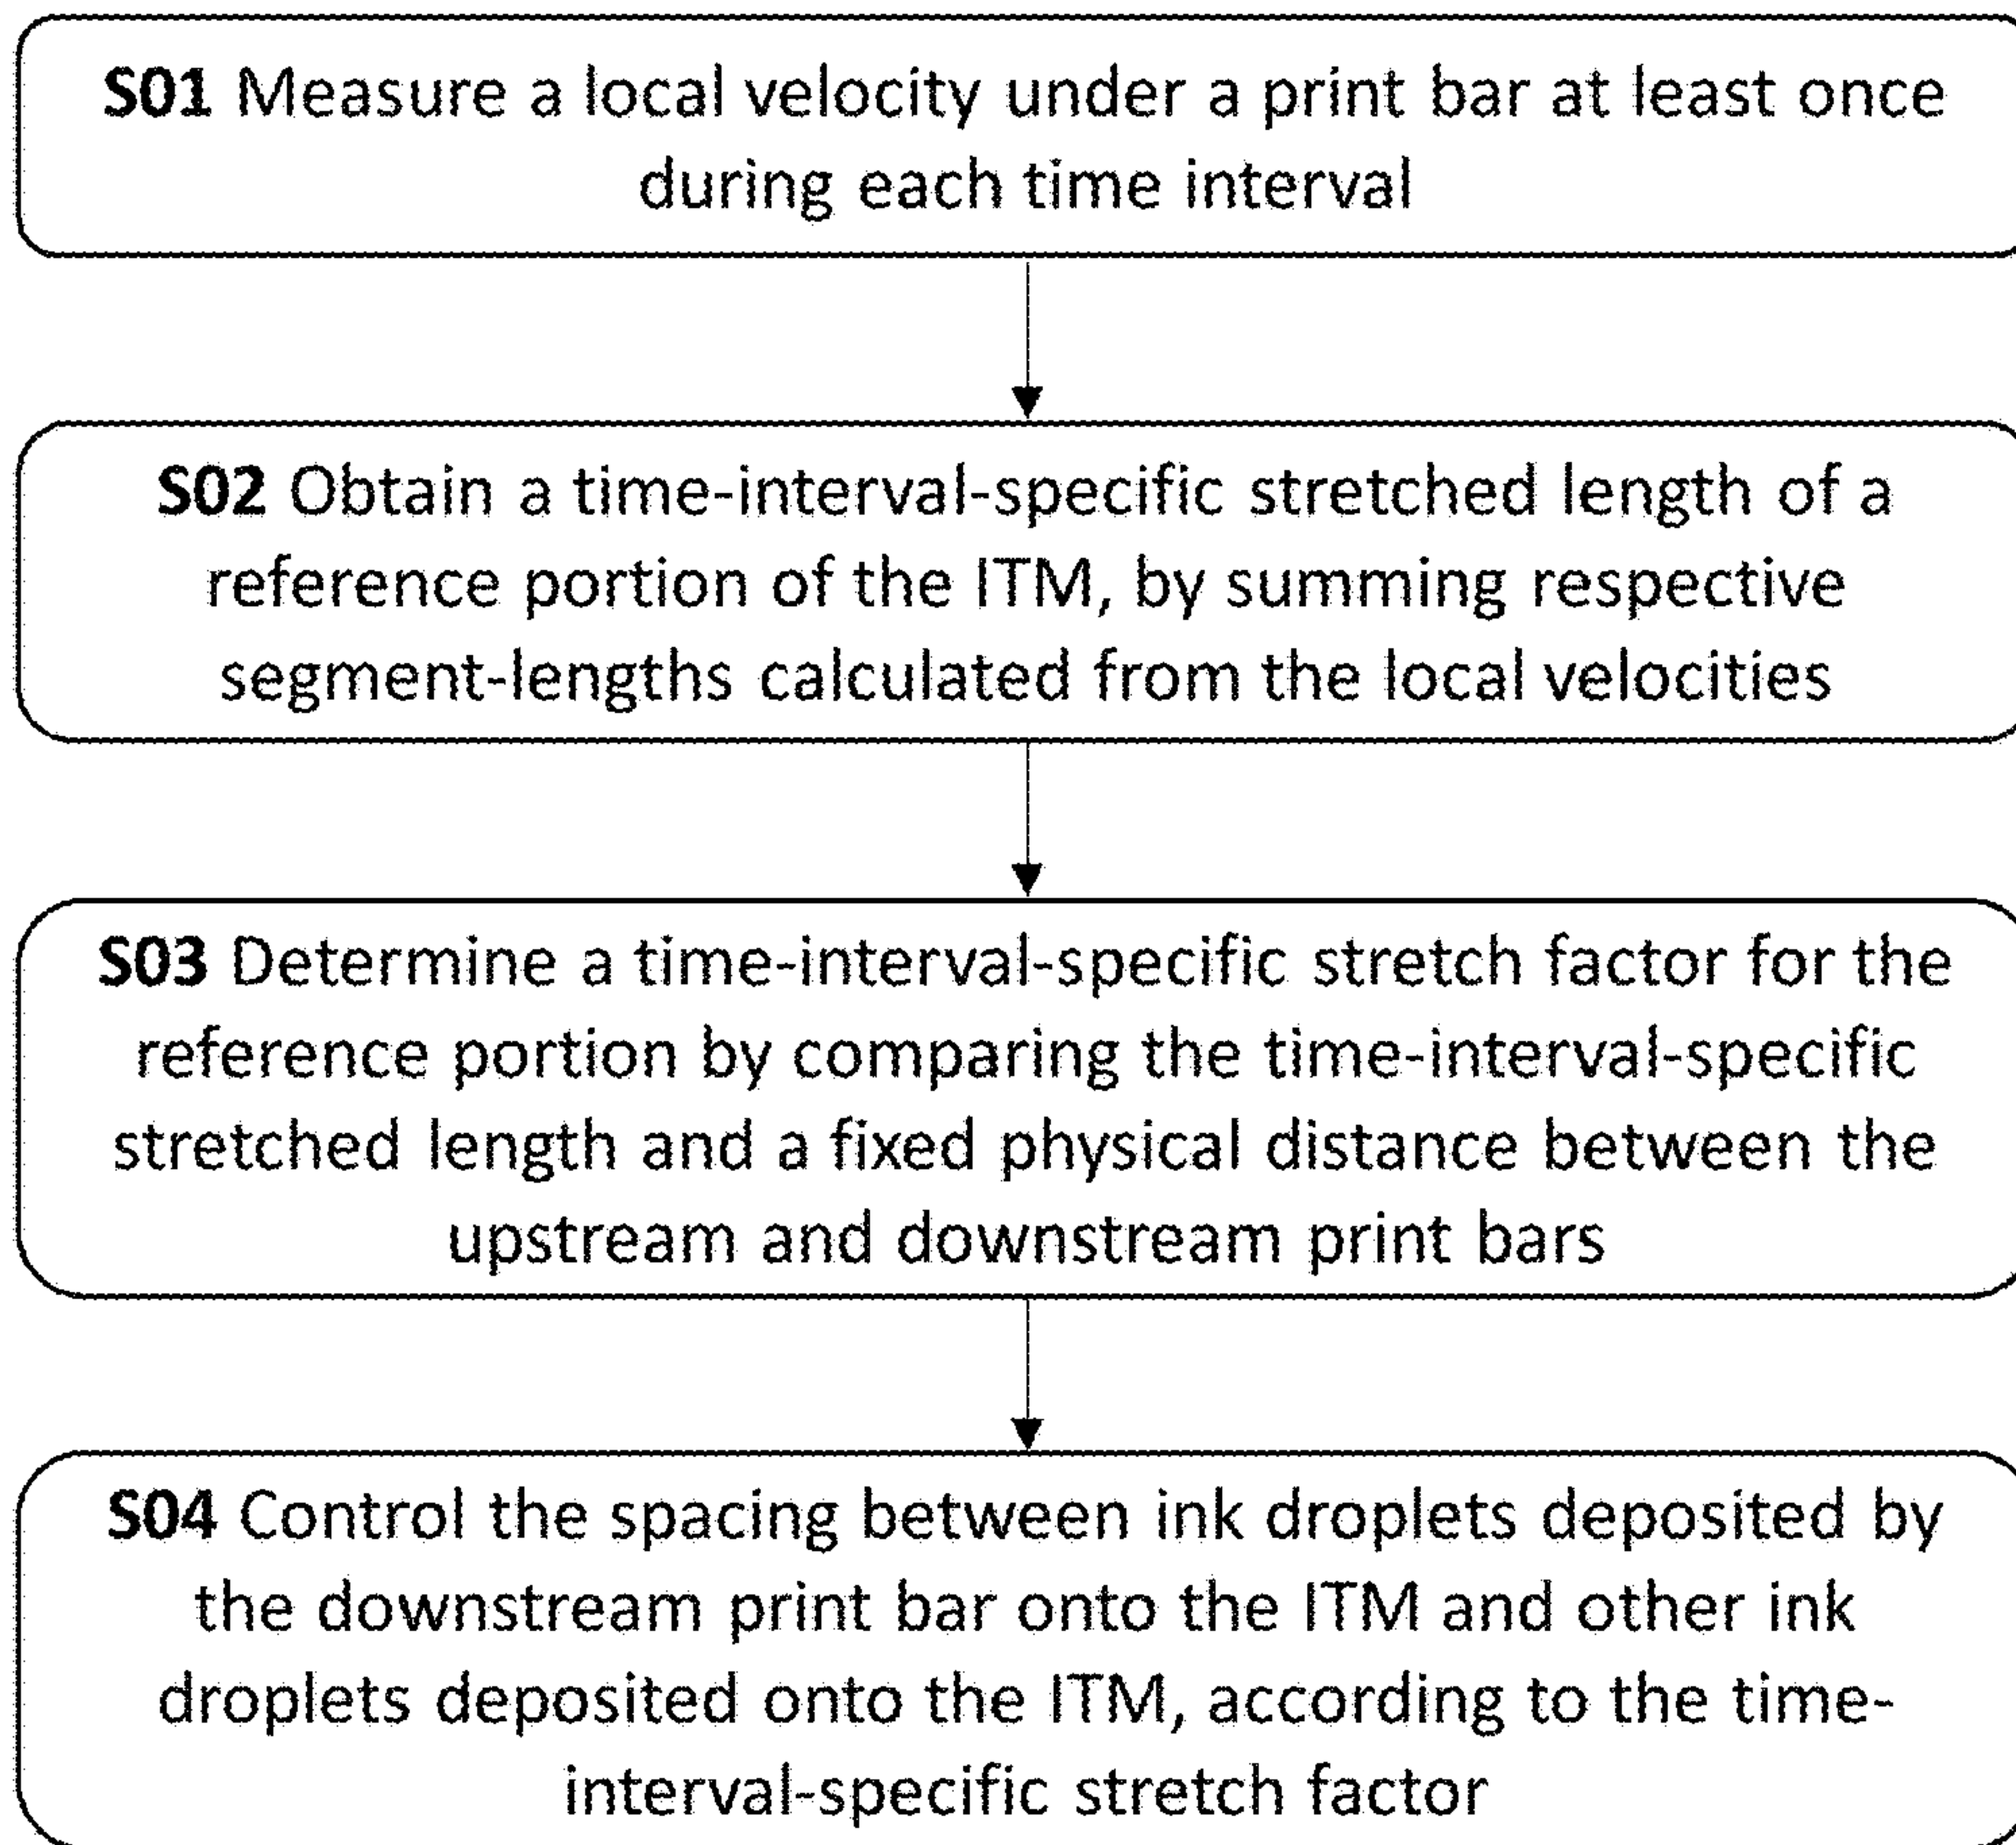 S01 Measure a local velocity under a print bar at least once
during each time interval
S02 Obtain a time-interval-specific stretched length of a
reference portion of the ITM, by summing respective
segment-lengths calculated from the local velocities
S03 Determine a time-interval-specific stretch factor for the
reference portion by comparing the time-interval-specific
stretched length and a fixed physical distance between the
upstream and downstream print bars
S04 Control the spacing between ink droplets deposited by
the downstream print bar onto the ITM and other ink
droplets deposited onto the ITM, according to the time-
interval-specific stretch factor